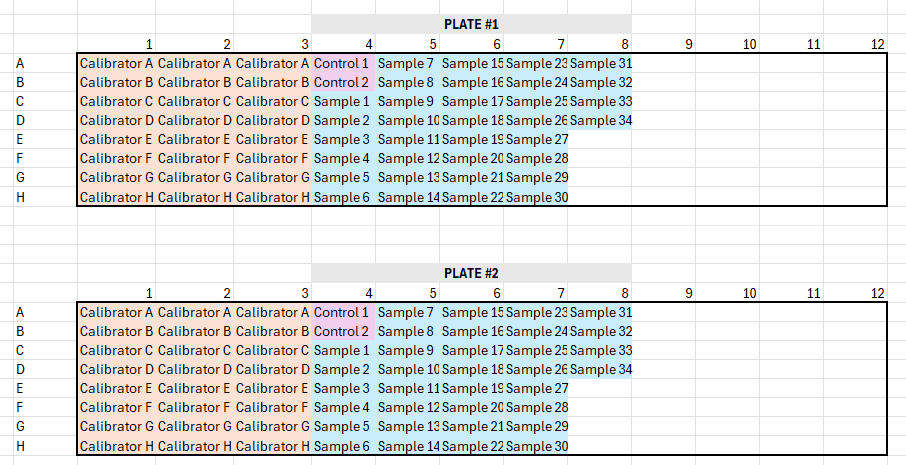 PLATE #1
1 2 3 4 5 6 7 8 9 10 11 12
A Calibrator A Calibrator A Calibrator A Control 1 Sample 7 Sample 15 Sample 23 Sample 31
B Calibrator B Calibrator B Calibrator B Control 2 Sample 8 Sample 16 Sample 24 Sample 32
C Calibrator C Calibrator C Calibrator C Sample 1 Sample 9 Sample 17 Sample 25 Sample 33
D Calibrator D Calibrator D Calibrator D Sample 2 Sample 10 Sample 18 Sample 26 Sample 34
E Calibrator E Calibrator E Calibrator E Sample 3 Sample 11 Sample 19 Sample 27
F Calibrator F Calibrator F Calibrator F Sample 4 Sample 12 Sample 20 Sample 28
G Calibrator G Calibrator G Calibrator G Sample 5 Sample 13 Sample 21 Sample 29
H Calibrator H Calibrator H Calibrator H Sample 6 Sample 14 Sample 22 Sample 30
PLATE #2
1 2 3 4 5 6 7 8 9 10 11 12
A Calibrator A Calibrator A Calibrator A Control 1 Sample 7 Sample 15 Sample 23 Sample 31
B Calibrator B Calibrator B Calibrator B Control 2 Sample 8 Sample 16 Sample 24 Sample 32
C Calibrator C Calibrator C Calibrator C Sample 1 Sample 9 Sample 17 Sample 25 Sample 33
D Calibrator D Calibrator D Calibrator D Sample 2 Sample 10 Sample 18 Sample 26 Sample 34
E Calibrator E Calibrator E Calibrator E Sample 3 Sample 11 Sample 19 Sample 27
F Calibrator F Calibrator F Calibrator F Sample 4 Sample 12 Sample 20 Sample 28
G Calibrator G Calibrator G Calibrator G Sample 5 Sample 13 Sample 21 Sample 29
H Calibrator H Calibrator H Calibrator H Sample 6 Sample 14 Sample 22 Sample 30